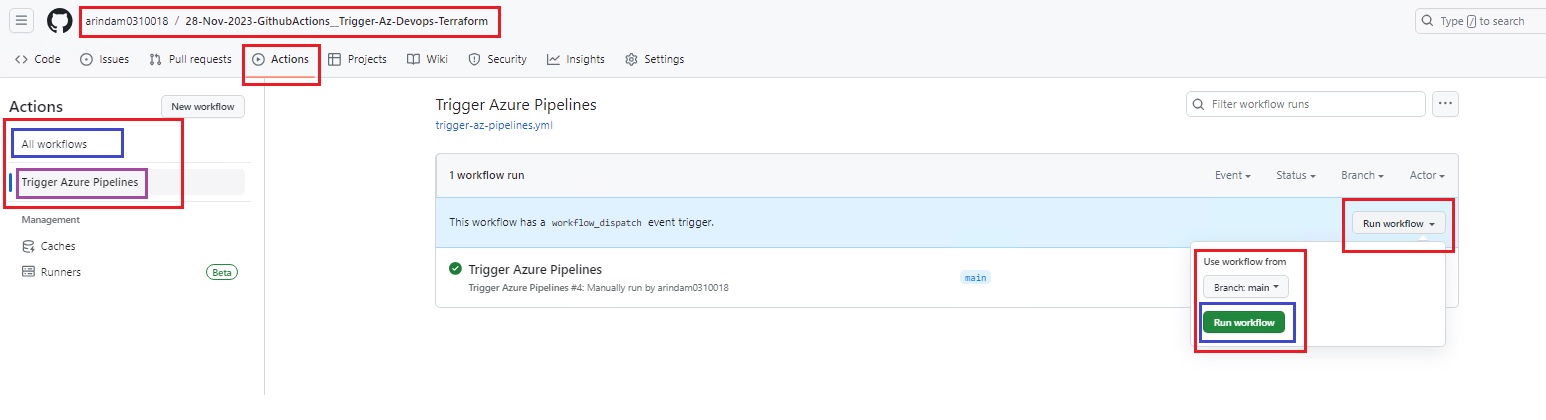 arindam0310018 / 28-Nov-2023-GithubActions__Trigger-Az-Devops-Terraform
Type / to search
Code Issues Pull requests Actions Projects Wiki Security Insights Settings
Actions
New workflow
All workflows
Trigger Azure Pipelines
Management
Caches
Runners Beta
Trigger Azure Pipelines
trigger-az-pipelines.yml
Filter workflow runs
1 workflow run
Event Status Branch Actor
This workflow has a workflow_dispatch event trigger.
Run workflow
Trigger Azure Pipelines
Trigger Azure Pipelines #4: Manually run by arindam0310018
main
Use workflow from
Branch: main
Run workflow